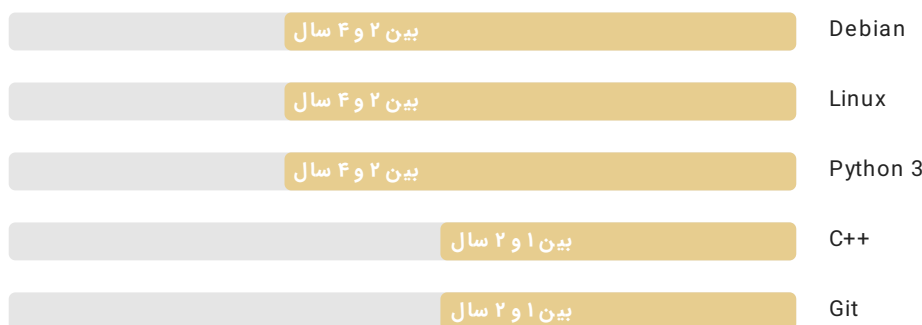 Debian
بین ۲ و ۴ سال
Linux
بین ۲ و ۴ سال
Python 3
بین ۲ و ۴ سال
C++
بین ۱ و ۲ سال
Git
بین ۱ و ۲ سال